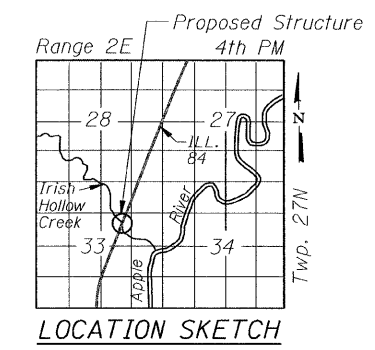 Proposed Structure
Range 2E
4th PM
28
27
ILL.
84
N
Irish
Hollow
Creek
River
Twp. 27N
33
34
Apple
LOCATION SKETCH